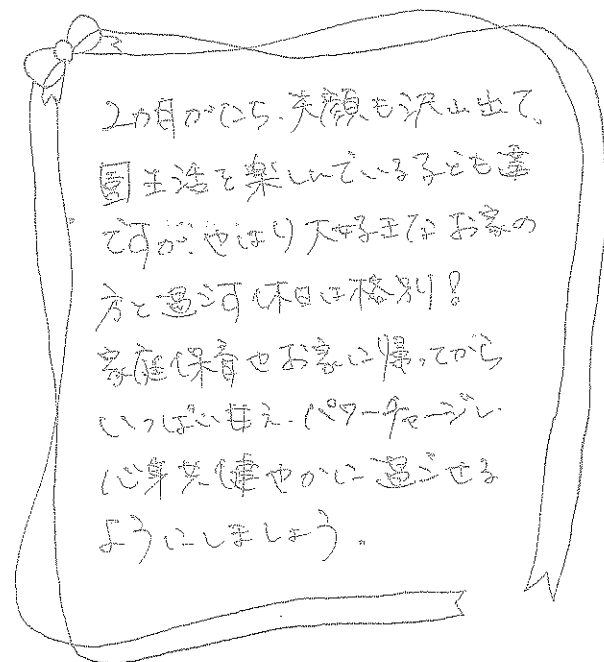 2ヵ月がたち、笑顔も沢山出て、
園生活を楽しんでいる子ども達
ですが、やはり大好きなお家の
方と過ごす休日は格別！
家庭保育やお家に帰ってから
いっぱい甘え、パワーチャージし、
心身共健やかに過ごせる
ようにしましょう。